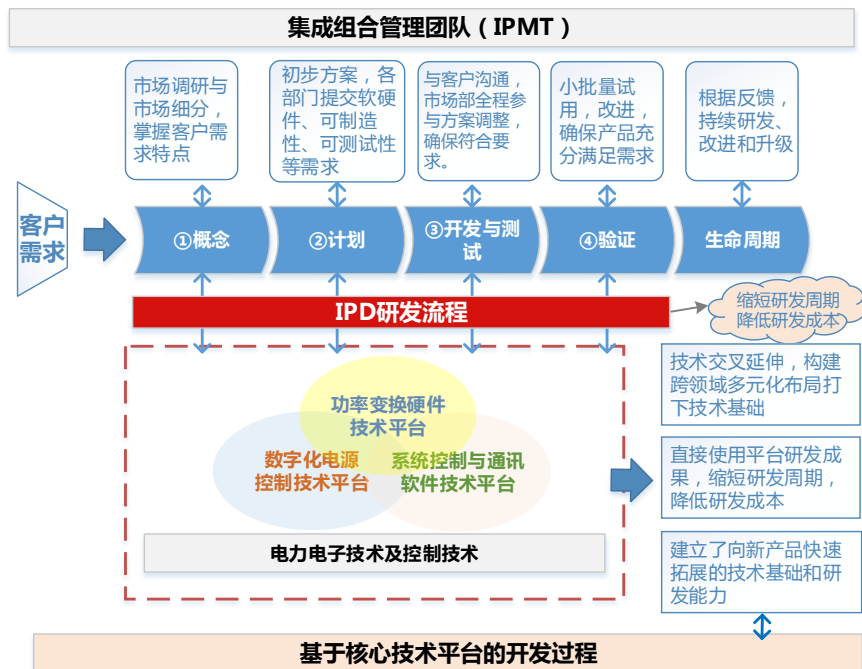 集成组合管理团队（IPMT）
市场调研与
市场细分，
掌握客户需
求特点
初步方案，各
部门提交软硬
件、可制造
性、可测试性
等需求
与客户沟通，
市场部全程参
与方案调整，
确保符合要
求。
小批量试
用，改进，
确保产品充
分满足需求
根据反馈，
持续研发、
改进和升级
客户
需求
①概念
②计划
③开发与测
试
④验证
生命周期
IPD研发流程
缩短研发周期
降低研发成本
功率变换硬件
技术平台
数字化电源
控制技术平台
系统控制与通讯
软件技术平台
电力电子技术及控制技术
技术交叉延伸，构建
跨领域多元化布局打
下技术基础
直接使用平台研发成
果，缩短研发周期，
降低研发成本
建立了向新产品快速
拓展的技术基础和研
发能力
基于核心技术平台的开发过程